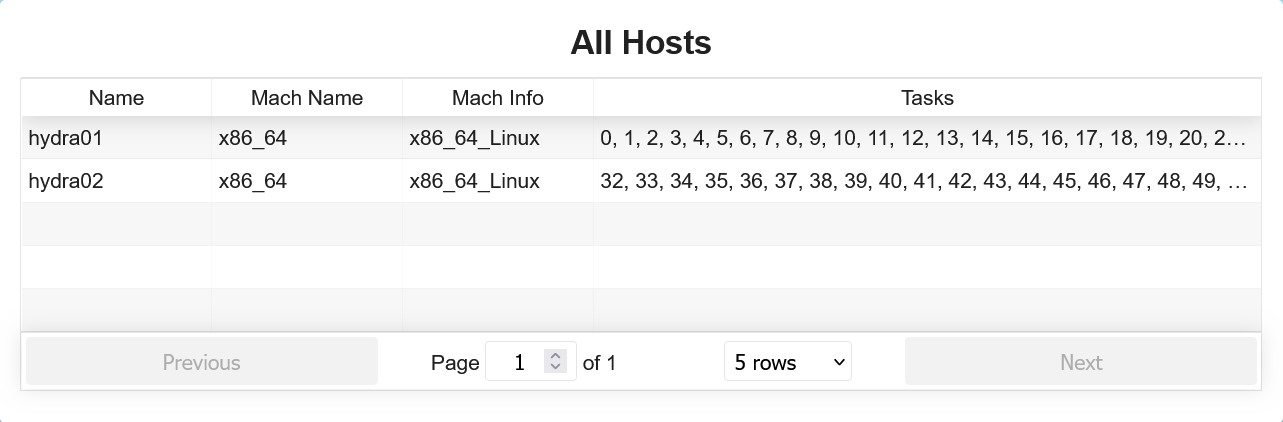 All Hosts
Name Mach Name Mach Info Tasks
hydra01 x86_64 x86_64_Linux 0, 1, 2, 3, 4, 5, 6, 7, 8, 9, 10, 11, 12, 13, 14, 15, 16, 17, 18, 19, 20, 2...
hydra02 x86_64 x86_64_Linux 32, 33, 34, 35, 36, 37, 38, 39, 40, 41, 42, 43, 44, 45, 46, 47, 48, 49, ...
Previous Page 1 of 1 5 rows Next